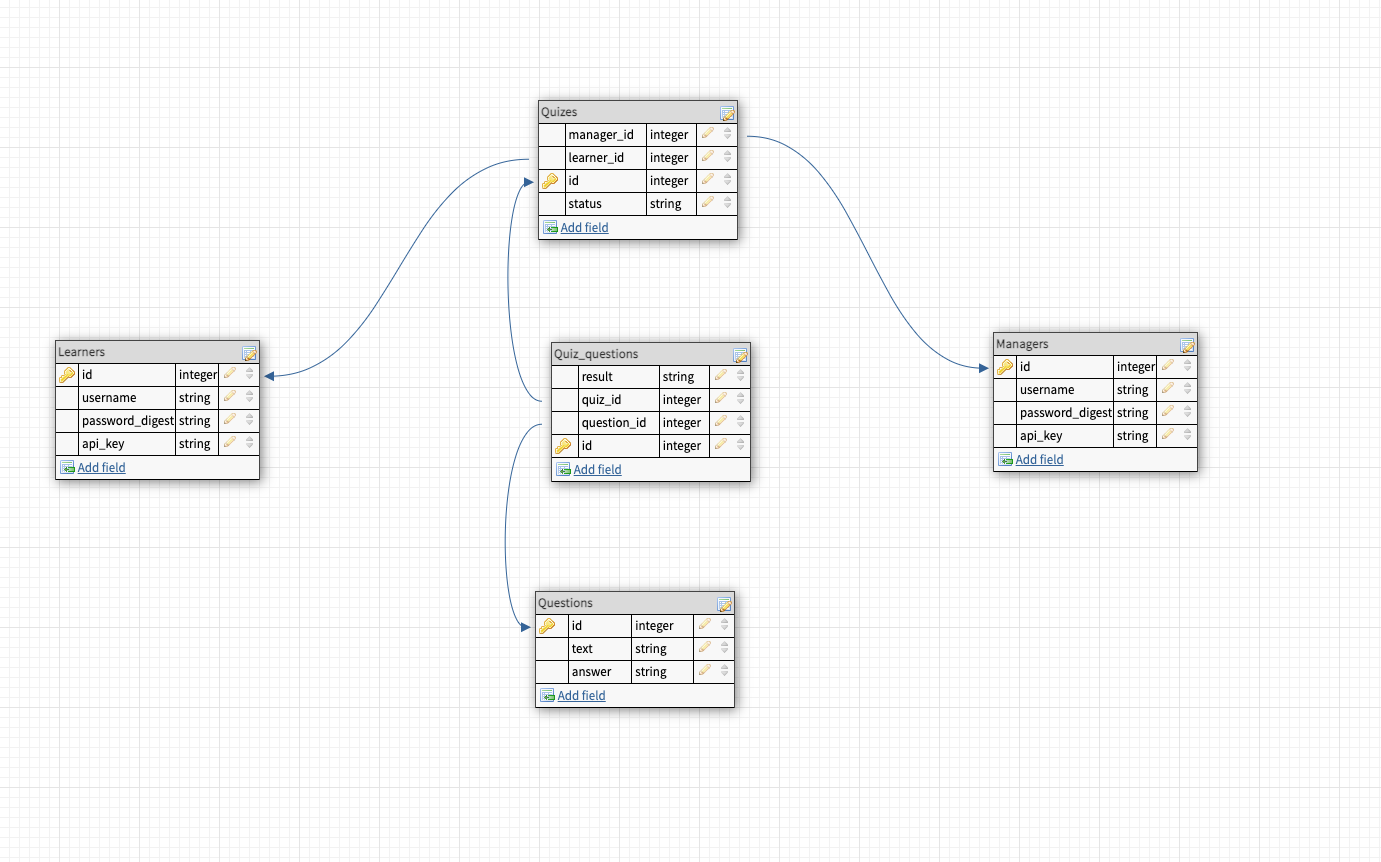 Quizes
manager_id integer
learner_id integer
id integer
status string
Add field
Learners
id integer
username string
password_digest string
api_key string
Add field
Quiz_questions
result string
quiz_id integer
question_id integer
id integer
Add field
Managers
id integer
username string
password_digest string
api_key string
Add field
Questions
id integer
text string
answer string
Add field